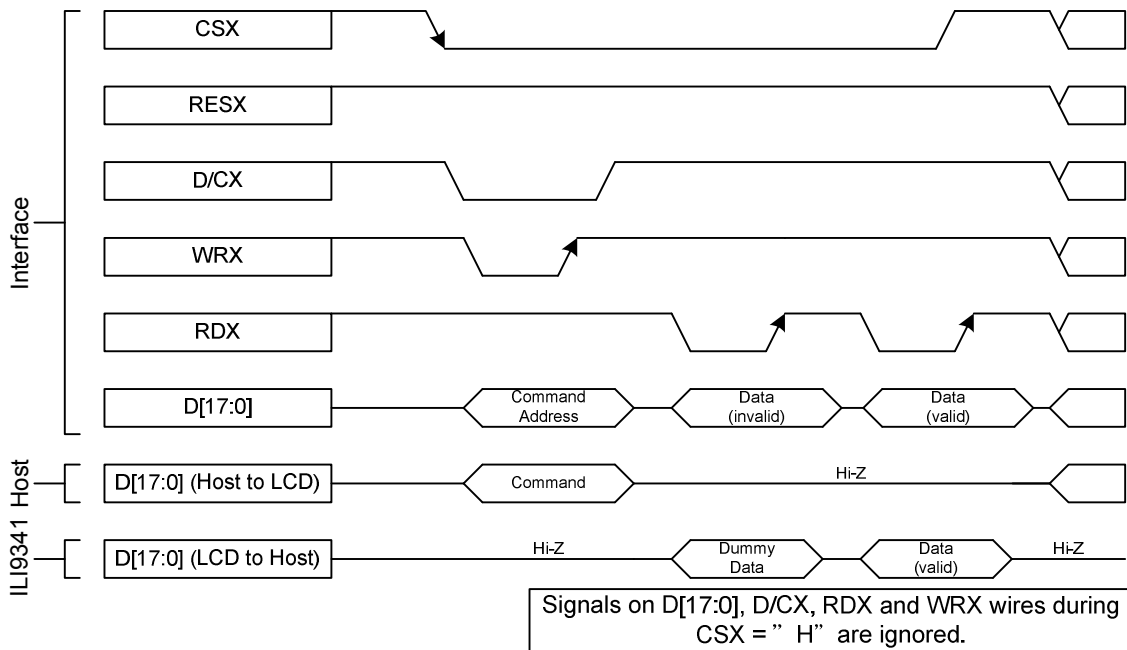 CSX
RESX
D/CX
WRX
RDX
D[17:0]
Command
Address
Data
(invalid)
Data
(valid)
D[17:0] (Host to LCD)
Command
Hi-Z
D[17:0] (LCD to Host)
Hi-Z
Dummy
Data
Data
(valid)
Hi-Z
Interface
Host
ILI9341
Signals on D[17:0], D/CX, RDX and WRX wires during
CSX = ” H” are ignored.